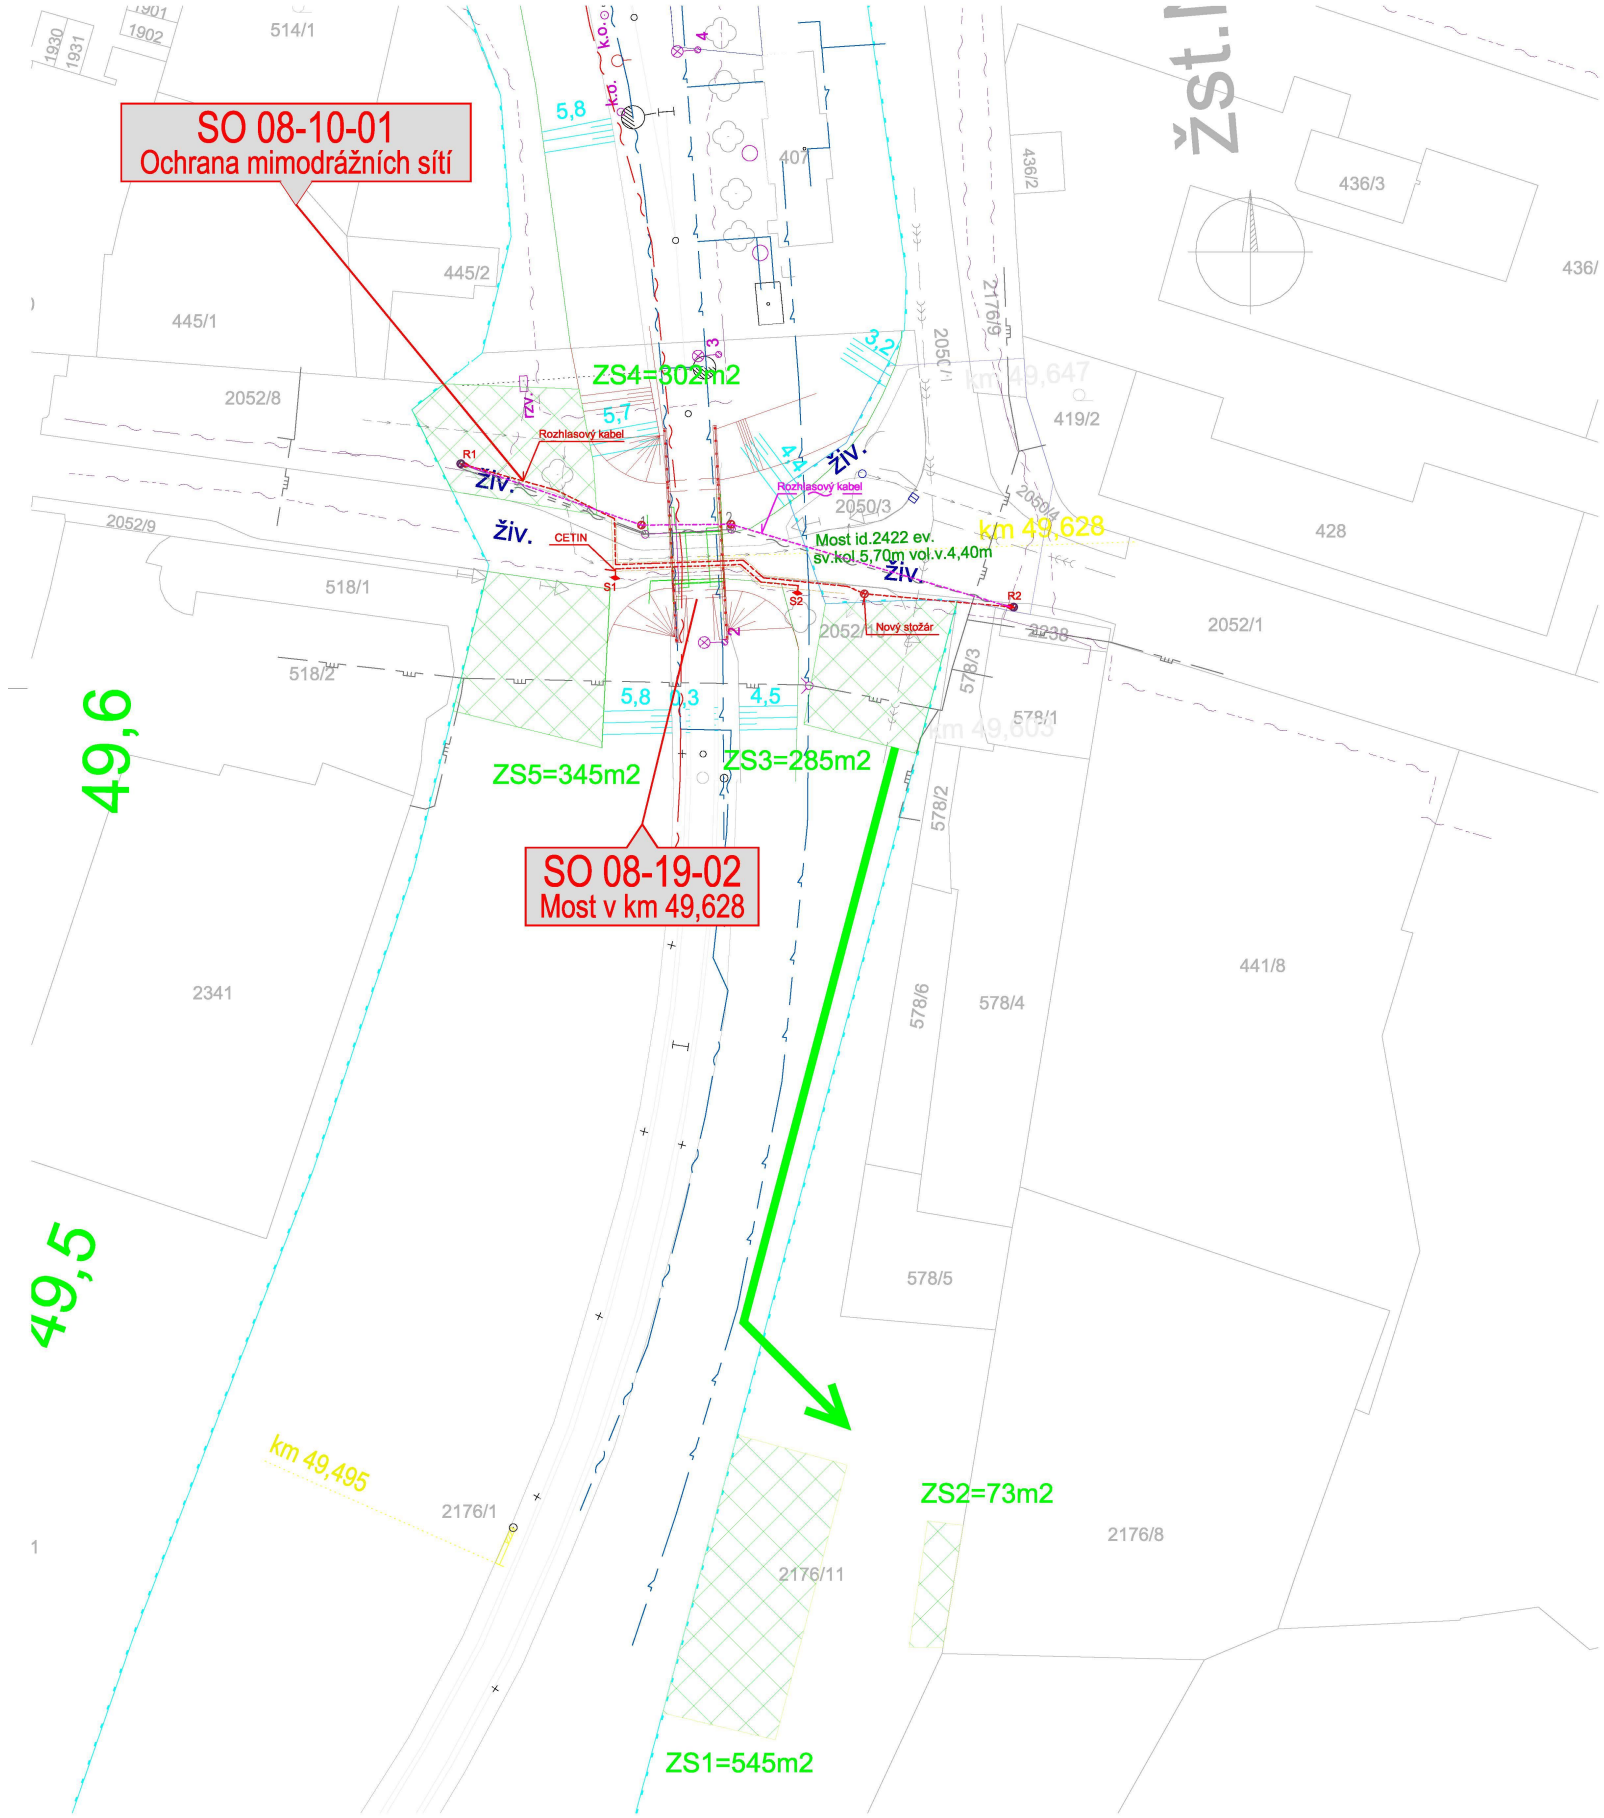 1901
1902
1930
1931
514/1
k.o.
k.o.
4
žst.
5,8
SO 08-10-01
Ochrana mimodrážních sítí
407
436/2
436/3
436/
445/2
445/1
2176/9
3,2
3
ZS4=302m2
km 49,647
2052/8
rzv.
5,7
419/2
Rozhlasový kabel
R1
živ.
4,4
živ.
Rozhlasový kabel
2050/3
2050/4
428
2052/9
živ.
CETIN
1
2
km 49,628
Most id.2422 ev.
sv.kol.5,70m vol.v.4,40m
živ.
518/1
S1
S2
R2
Nový stožár
2238
2052/1
2
518/2
578/3
5,8
0,3
4,5
578/1
km 49,603
49,6
ZS5=345m2
ZS3=285m2
578/2
SO 08-19-02
Most v km 49,628
2341
441/8
578/6
578/4
49,5
578/5
km 49,495
2176/1
ZS2=73m2
2176/8
1
2176/11
ZS1=545m2